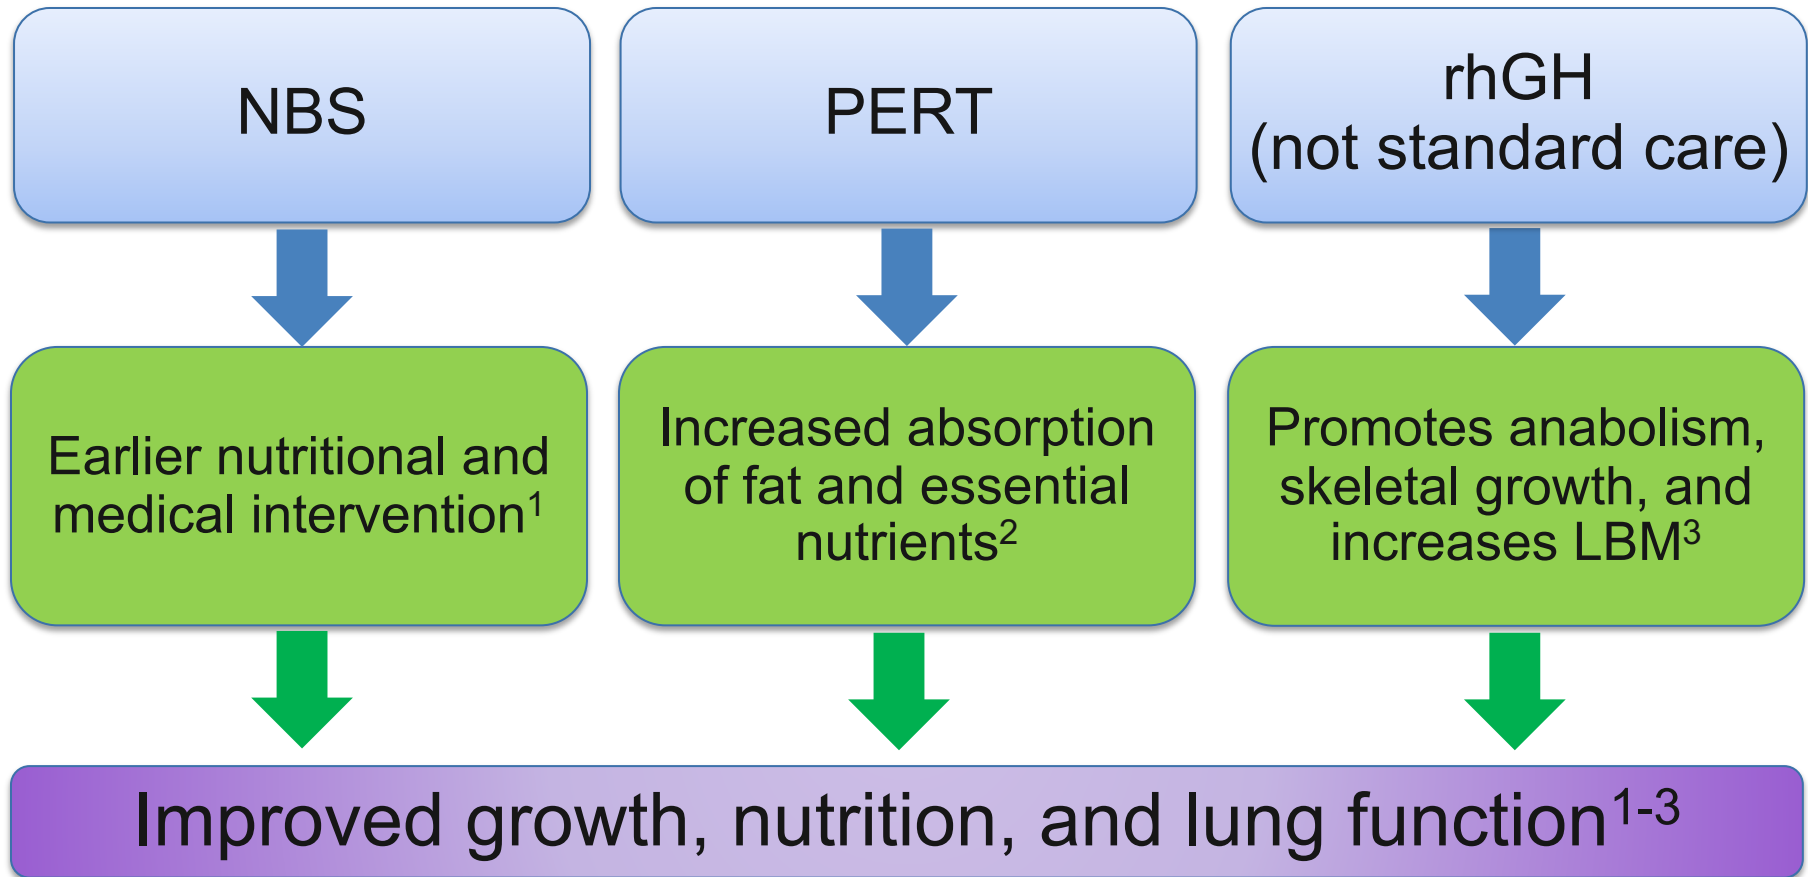 NBS
PERT
rhGH
(not standard care)
Earlier nutritional and
medical intervention¹
Increased absorption
of fat and essential
nutrients²
Promotes anabolism,
skeletal growth, and
increases LBM³
Improved growth, nutrition, and lung function¹⁻³